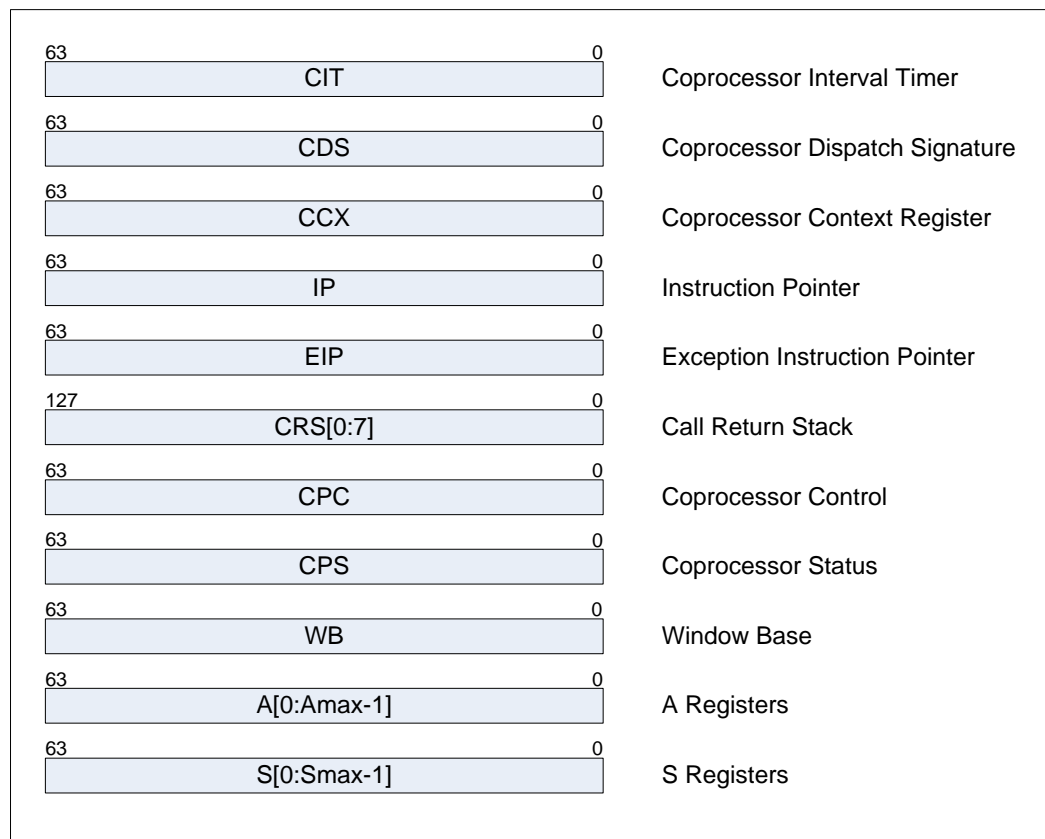 63 0
CIT Coprocessor Interval Timer
63 0
CDS Coprocessor Dispatch Signature
63 0
CCX Coprocessor Context Register
63 0
IP Instruction Pointer
63 0
EIP Exception Instruction Pointer
127 0
CRS[0:7] Call Return Stack
63 0
CPC Coprocessor Control
63 0
CPS Coprocessor Status
63 0
WB Window Base
63 0
A[0:Amax-1] A Registers
63 0
S[0:Smax-1] S Registers